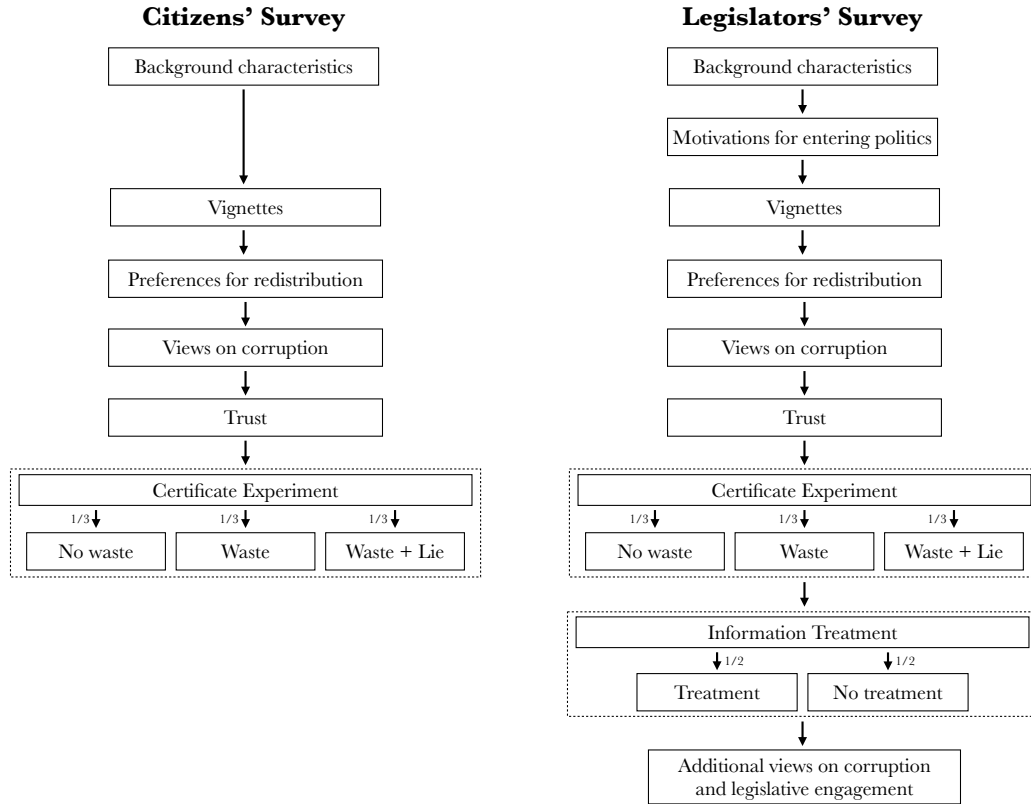 Citizens’ Survey
Background characteristics
Vignettes
Preferences for redistribution
Views on corruption
Trust
Certificate Experiment
1/3 1/3 1/3
No waste Waste Waste + Lie
Legislators’ Survey
Background characteristics
Motivations for entering politics
Vignettes
Preferences for redistribution
Views on corruption
Trust
Certificate Experiment
1/3 1/3 1/3
No waste Waste Waste + Lie
Information Treatment
1/2 1/2
Treatment No treatment
Additional views on corruption
and legislative engagement